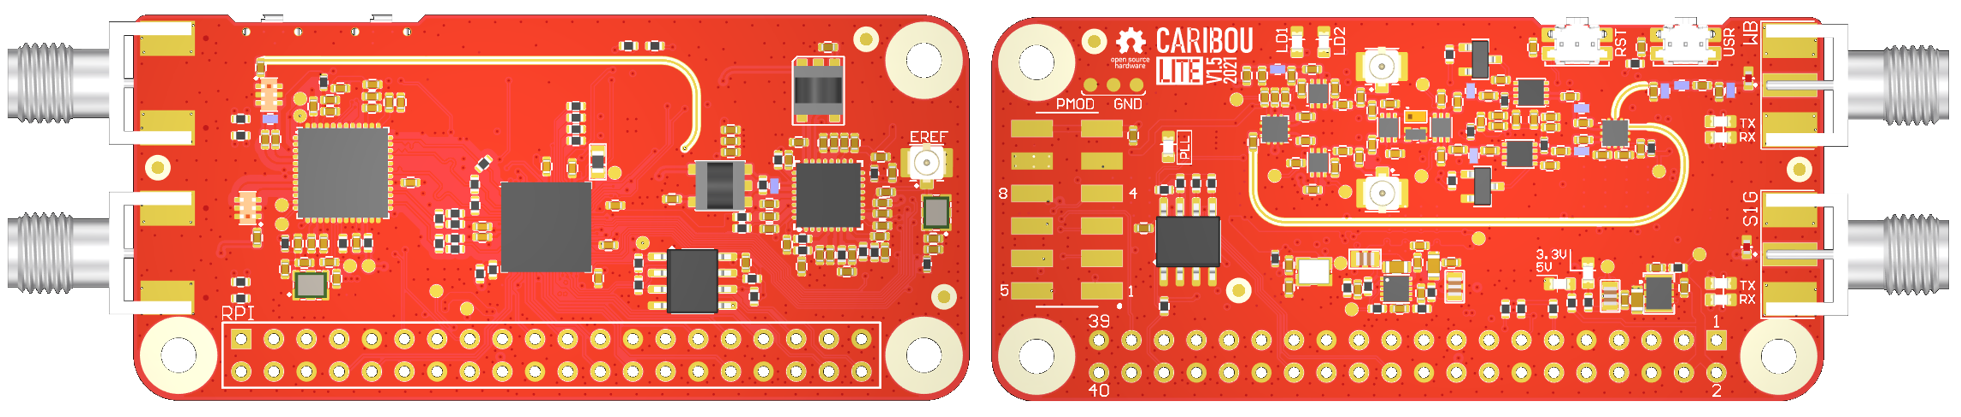 EREF
RPI
open source
hardware
CARIBOU
LITE
V1.5
2021
LD1
LD2
RST
USR
WB
PMOD GND
TX
RX
PLL
8
4
S1G
3.3V
5V
5
1
TX
RX
39
1
40
2